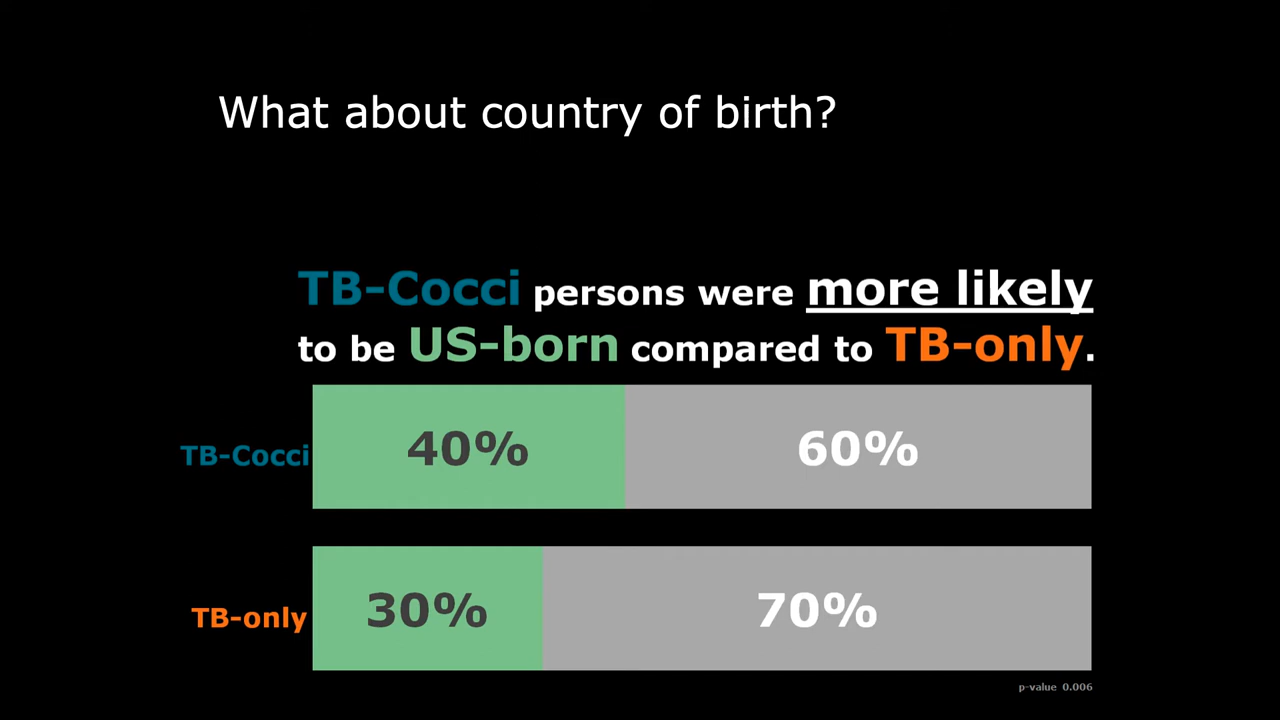 What about country of birth?
TB-Cocci persons were more likely
to be US-born compared to TB-only.
TB-Cocci 40% 60%
TB-only 30% 70%
p-value 0.006